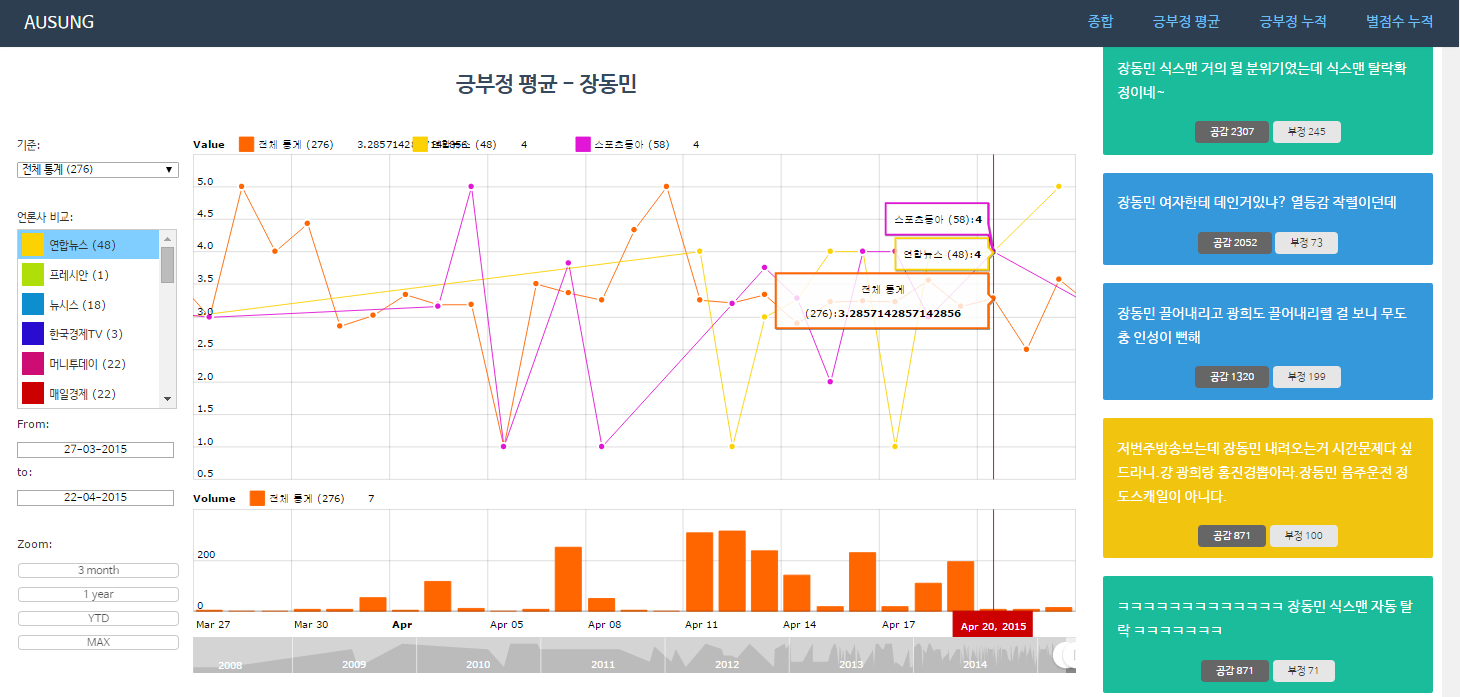 AUSUNG
종합 긍부정 평균 긍부정 누적 별점수 누적
긍부정 평균 - 장동민
기준:
전체 통계 (276)
언론사 비교:
연합뉴스 (48)
프레시안 (1)
뉴시스 (18)
한국경제TV (3)
머니투데이 (22)
매일경제 (22)
From:
27-03-2015
to:
22-04-2015
Zoom:
3 month
1 year
YTD
MAX
Value 전체 통계 (276) 3.2857142857142856 연합뉴스 (48) 4 스포츠동아 (58) 4
5.0
4.5
4.0
3.5
3.0
2.5
2.0
1.5
1.0
0.5
스포츠동아 (58):4
연합뉴스 (48):4
전체 통계
(276):3.2857142857142856
Volume 전체 통계 (276) 7
200
0
Mar 27 Mar 30 Apr Apr 05 Apr 08 Apr 11 Apr 14 Apr 17 Apr 20, 2015
2008 2009 2010 2011 2012 2013 2014
장동민 식스맨 거의 될 분위기었는데 식스맨 탈락확
정이네~
공감 2307 부정 245
장동민 여자한테 데인거있냐? 열등감 작렬이던데
공감 2052 부정 73
장동민 끌어내리고 광희도 끌어내리렬 걸 보니 무도
충 인성이 뻔해
공감 1320 부정 199
저번주방송보는데 장동민 내려오는거 시간문제다 싶
드라니.걍 광희랑 홍진경뽑아라.장동민 음주운전 정
도스캐일이 아니다.
공감 871 부정 100
ㅋㅋㅋㅋㅋㅋㅋㅋㅋㅋㅋㅋㅋ 장동민 식스맨 자동 탈
락 ㅋㅋㅋㅋㅋㅋㅋ
공감 871 부정 71